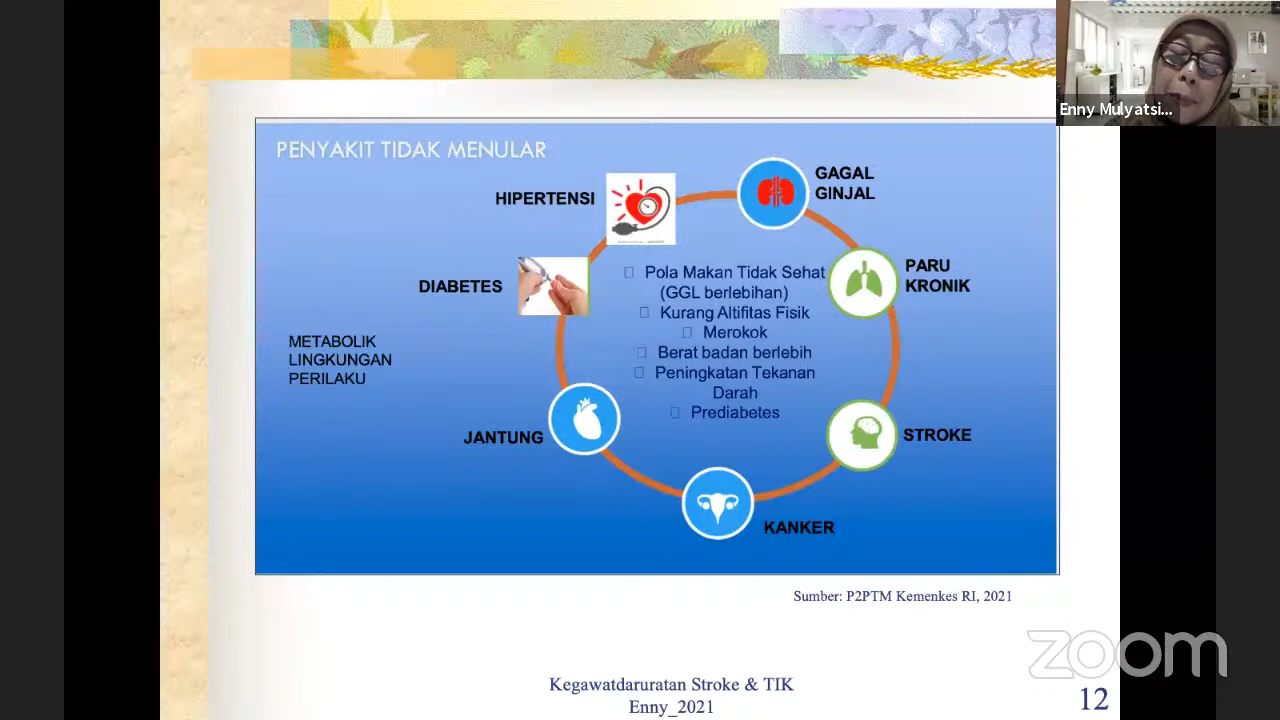 Enny Mulyatsi...
PENYAKIT TIDAK MENULAR
HIPERTENSI
GAGAL
GINJAL
DIABETES
PARU
KRONIK
Pola Makan Tidak Sehat
(GGL berlebihan)
Kurang Altifitas Fisik
Merokok
Berat badan berlebih
Peningkatan Tekanan
Darah
Prediabetes
METABOLIK
LINGKUNGAN
PERILAKU
JANTUNG
STROKE
KANKER
Sumber: P2PTM Kemenkes RI, 2021
zoom
Kegawatdaruratan Stroke & TIK
Enny_2021
12